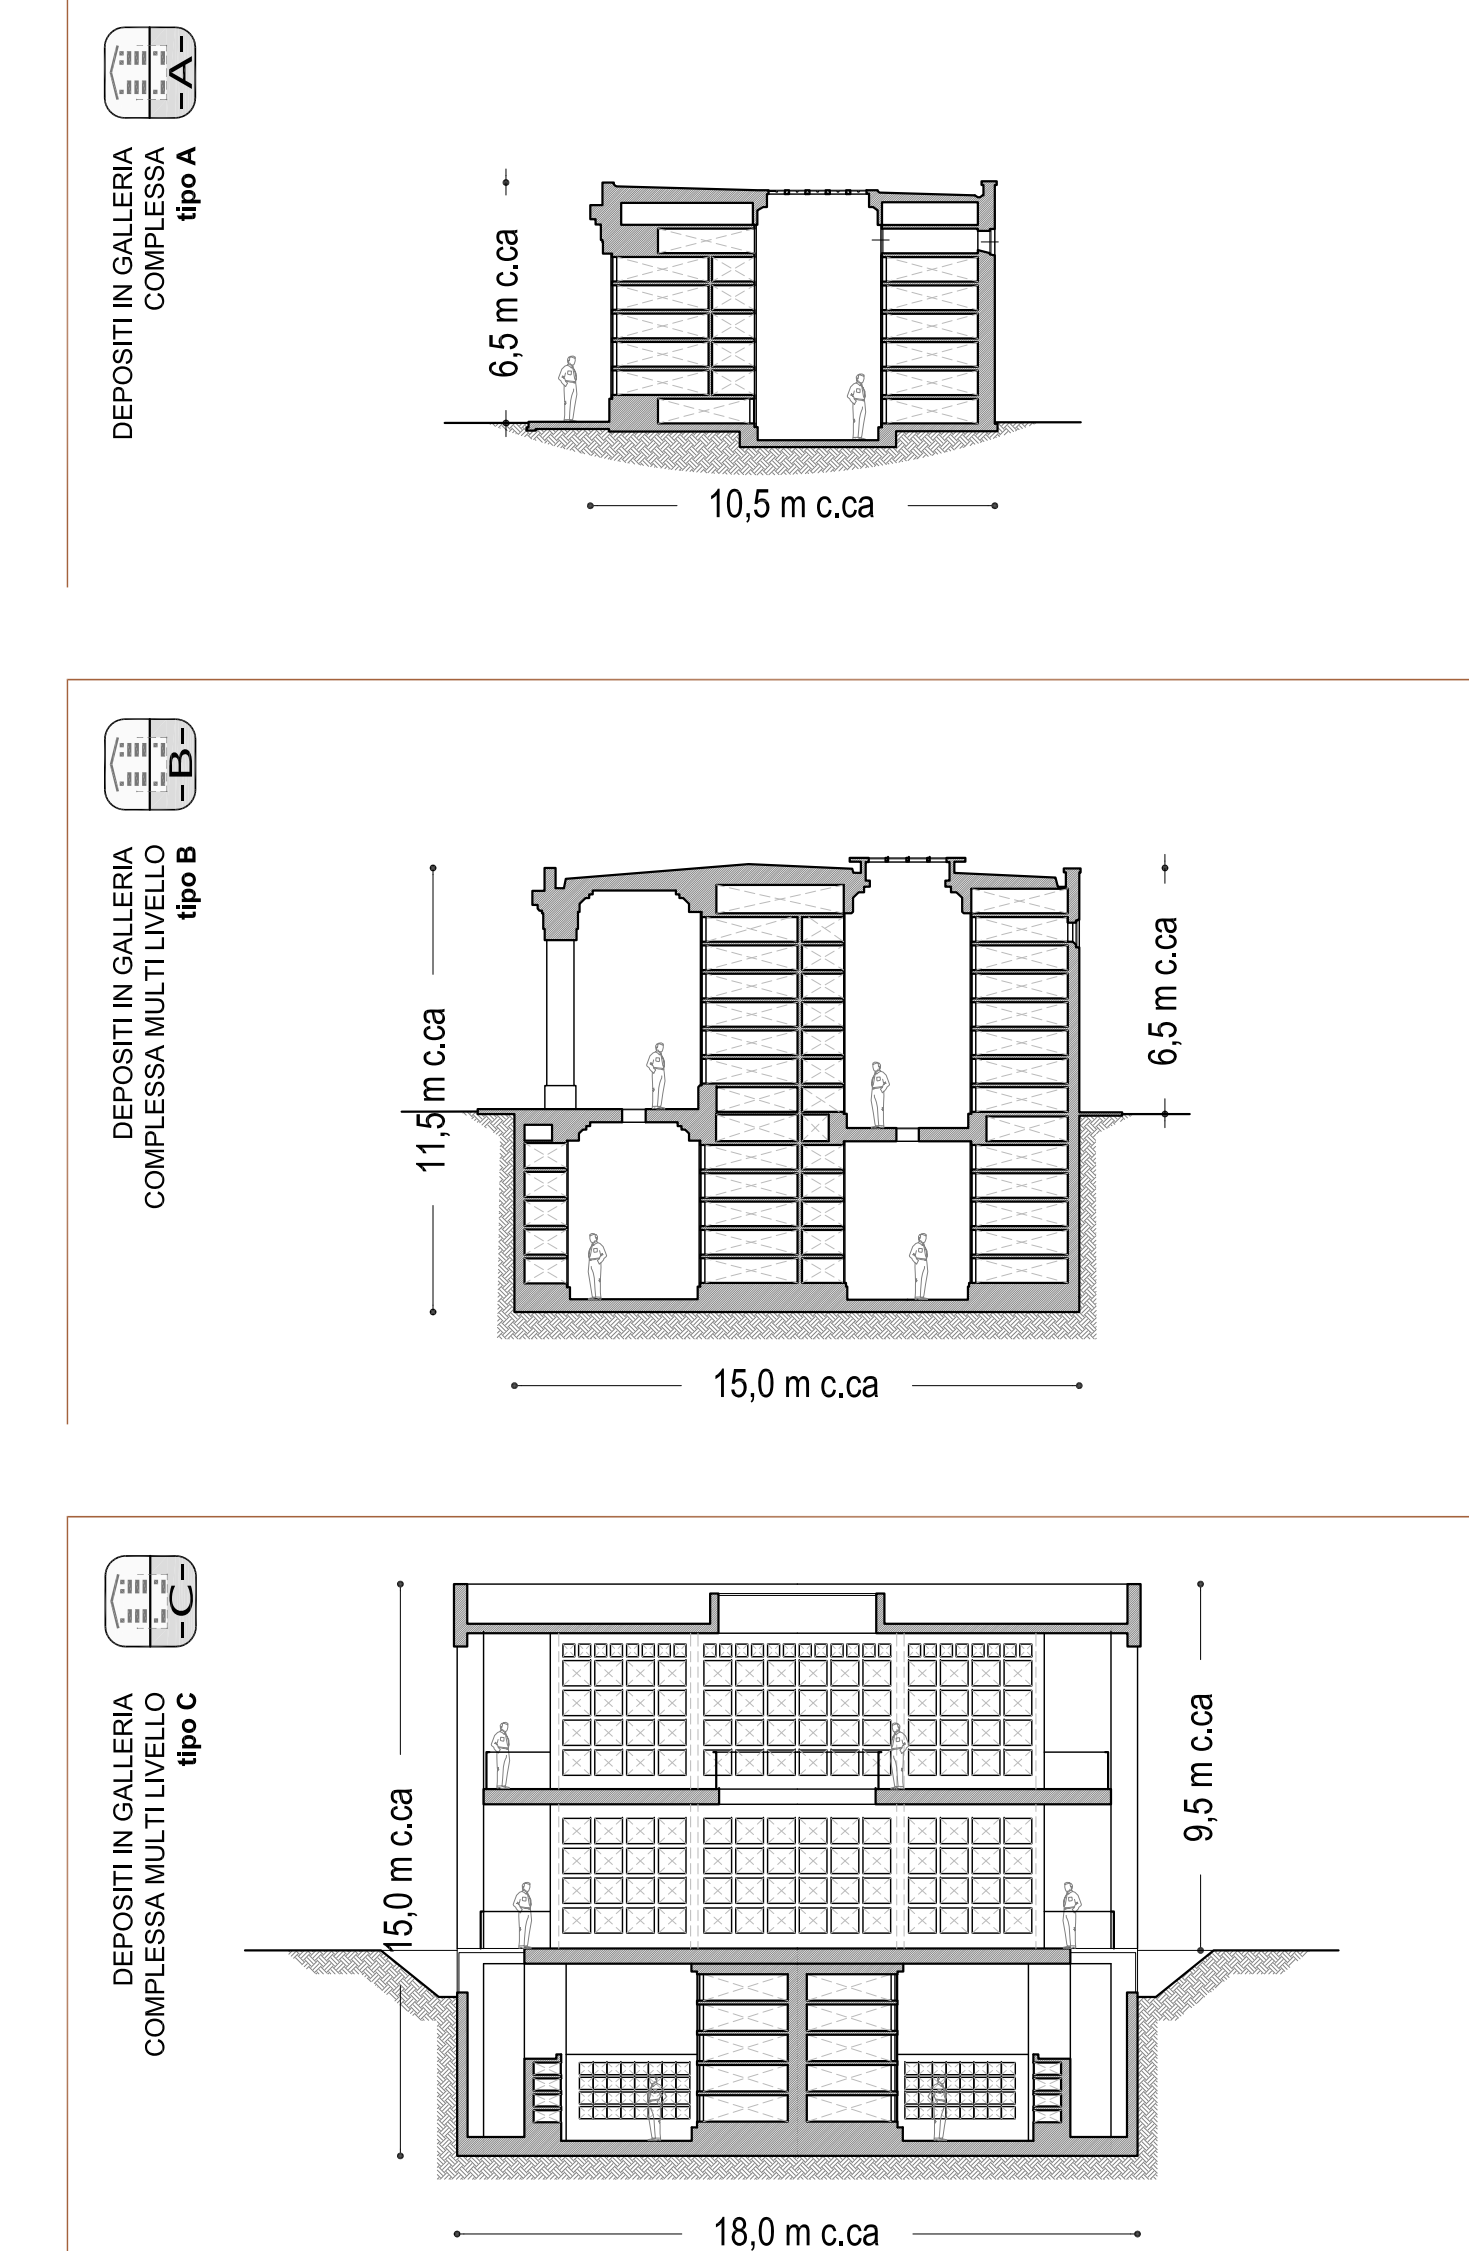 -A-
DEPOSITI IN GALLERIA
COMPLESSA
tipo A
6,5 m c.ca
10,5 m c.ca
-B-
DEPOSITI IN GALLERIA
COMPLESSA MULTI LIVELLO
tipo B
11,5 m c.ca
6,5 m c.ca
15,0 m c.ca
-C-
DEPOSITI IN GALLERIA
COMPLESSA MULTI LIVELLO
tipo C
15,0 m c.ca
9,5 m c.ca
18,0 m c.ca